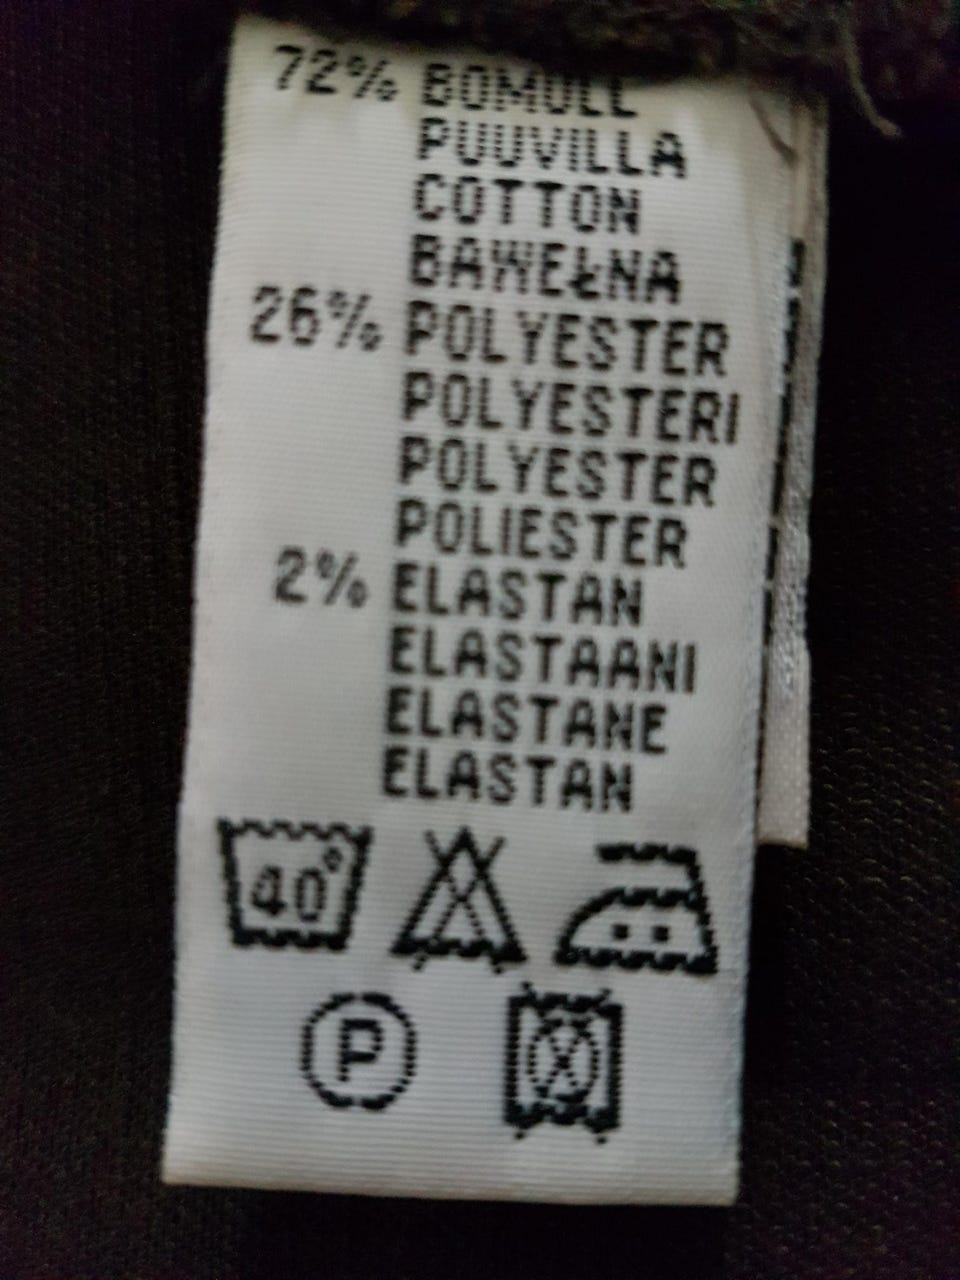 72% BOMULL
PUUVILLA
COTTON
BAWEŁNA
26% POLYESTER
POLYESTERI
POLYESTER
POLIESTER
2% ELASTAN
ELASTAANI
ELASTANE
ELASTAN
40°
P